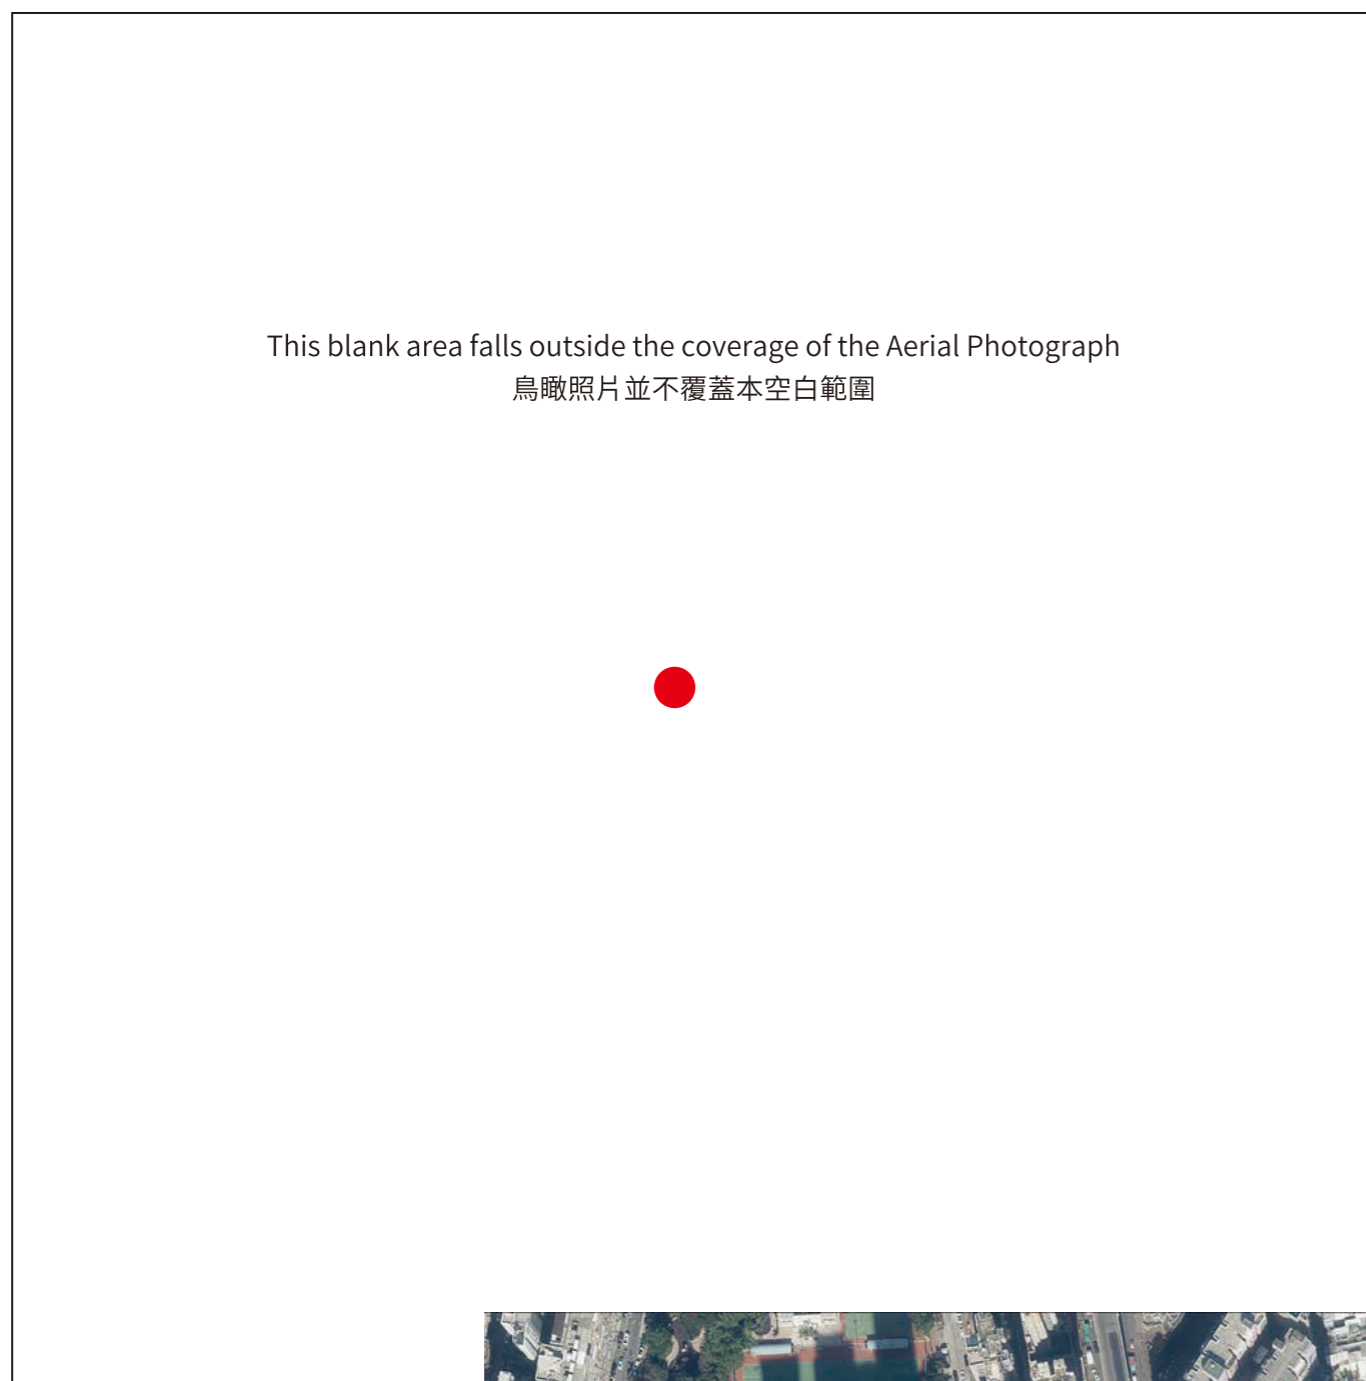 This blank area falls outside the coverage of the Aerial Photograph
鳥瞰照片並不覆蓋本空白範圍